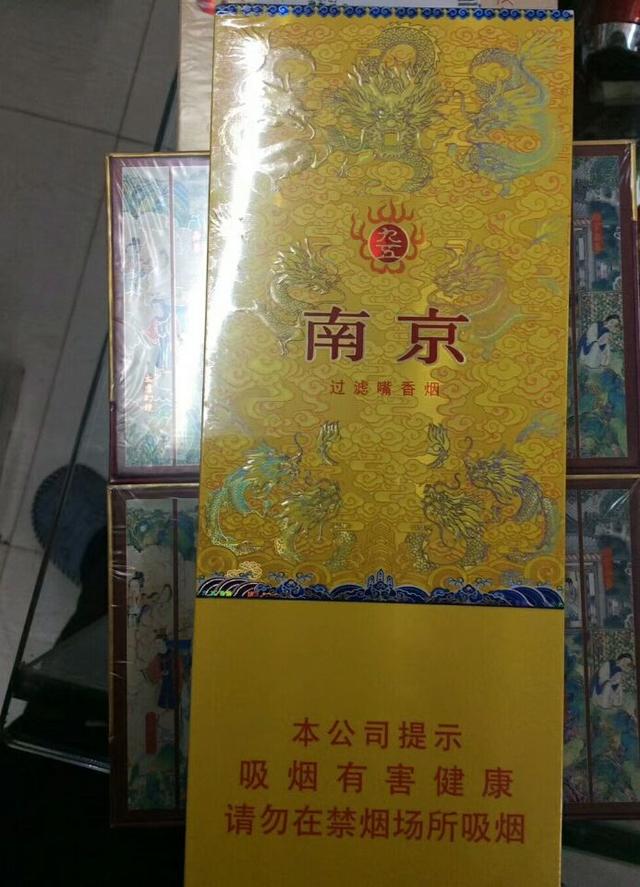 九五
南京
过滤嘴香烟
本公司提示
吸烟有害健康
请勿在禁烟场所吸烟